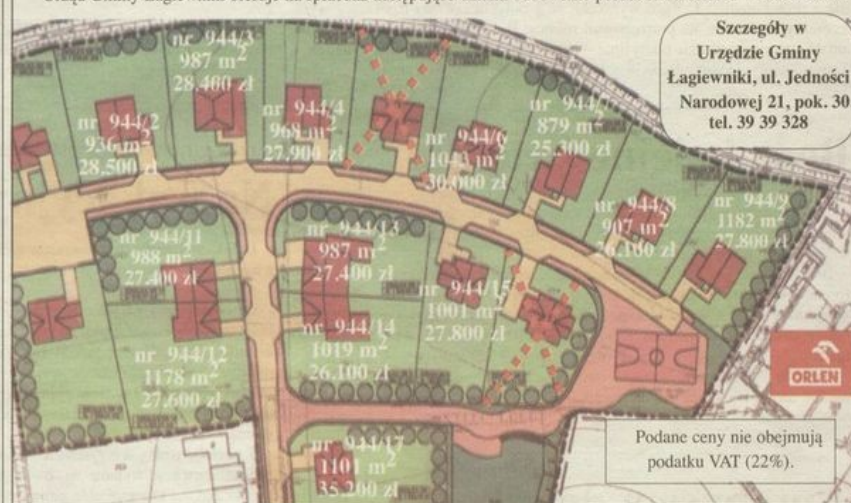 Szczegóły w
Urzędzie Gminy
Łagiewniki, ul. Jedności
Narodowej 21, pok. 30
tel. 39 39 328
nr 944/3
987 m²
28.400 zł
nr 944/2
936 m²
28.500 zł
nr 944/4
968 m²
27.900 zł
nr 944/6
1043 m²
30.000 zł
nr 944/
879 m²
25.300 zł
nr 944/8
907 m²
26.100 zł
nr 944/9
1182 m²
27.800 zł
nr 944/11
988 m²
27.400 zł
nr 944/13
987 m²
27.400 zł
nr 944/15
1001 m²
27.800 zł
nr 944/12
1178 m²
27.600 zł
nr 944/14
1019 m²
26.100 zł
nr 944/17
1101 m²
35.200 zł
ORLEN
Podane ceny nie obejmują
podatku VAT (22%).